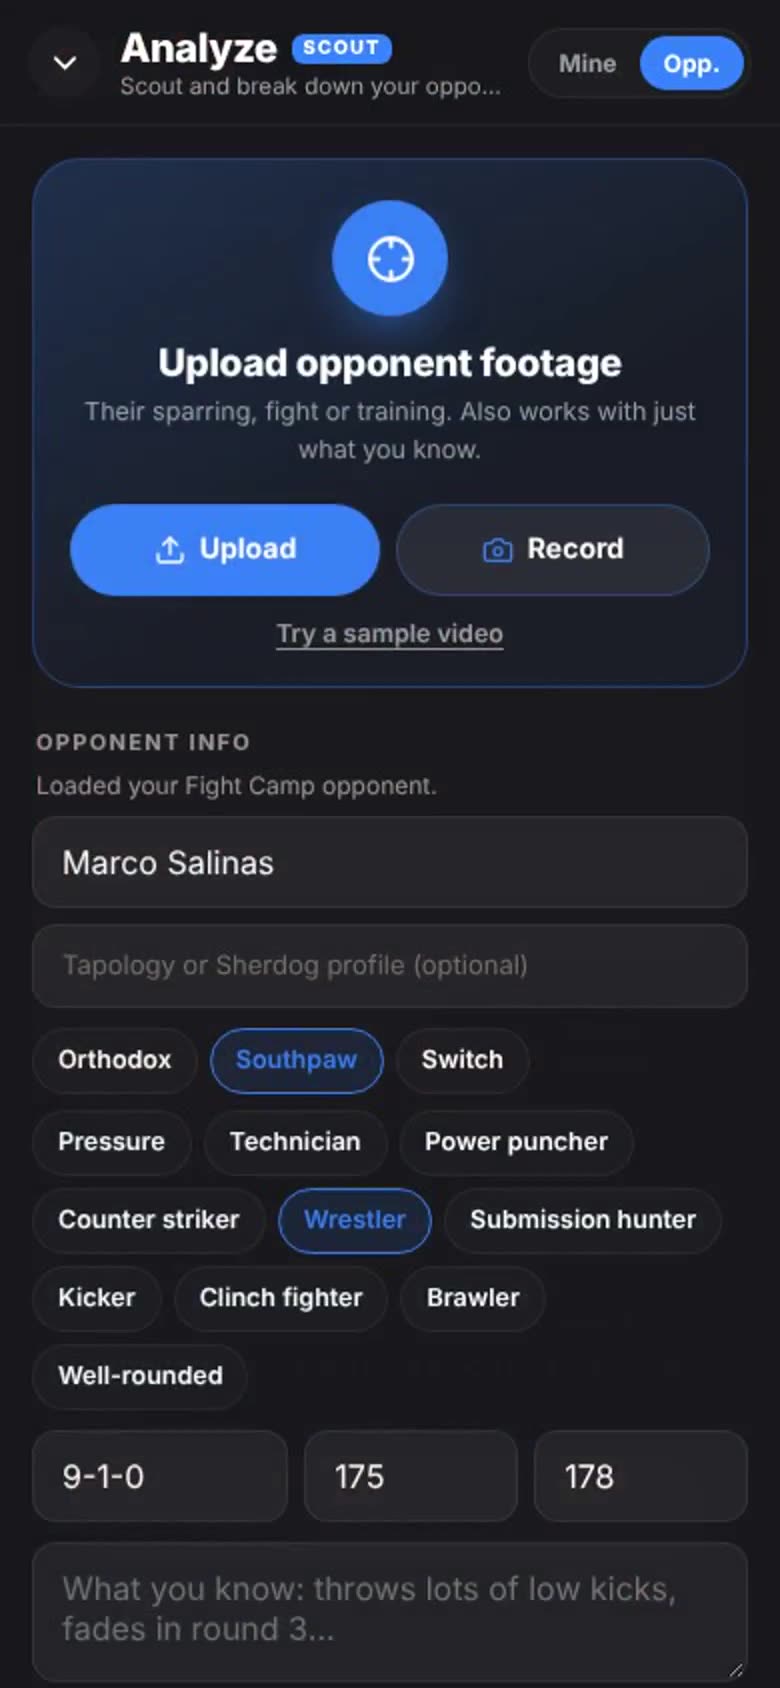 Analyze SCOUT
Scout and break down your oppo...
Mine Opp.
Upload opponent footage
Their sparring, fight or training. Also works with just
what you know.
Upload Record
Try a sample video
OPPONENT INFO
Loaded your Fight Camp opponent.
Marco Salinas
Tapology or Sherdog profile (optional)
Orthodox Southpaw Switch
Pressure Technician Power puncher
Counter striker Wrestler Submission hunter
Kicker Clinch fighter Brawler
Well-rounded
9-1-0 175 178
What you know: throws lots of low kicks,
fades in round 3...